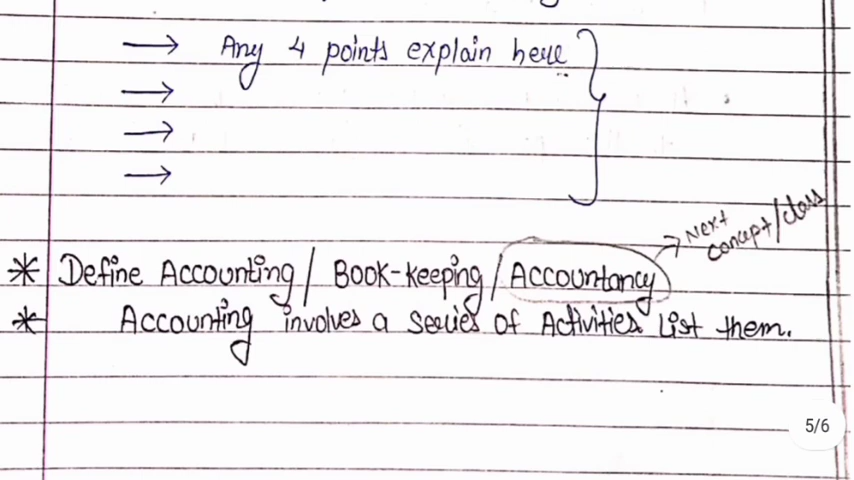 → Any 4 points explain here
→
→
→
Next
concept/class
* Define Accounting / Book-keeping / Accountancy
* Accounting involves a series of Activities List them.
5/6